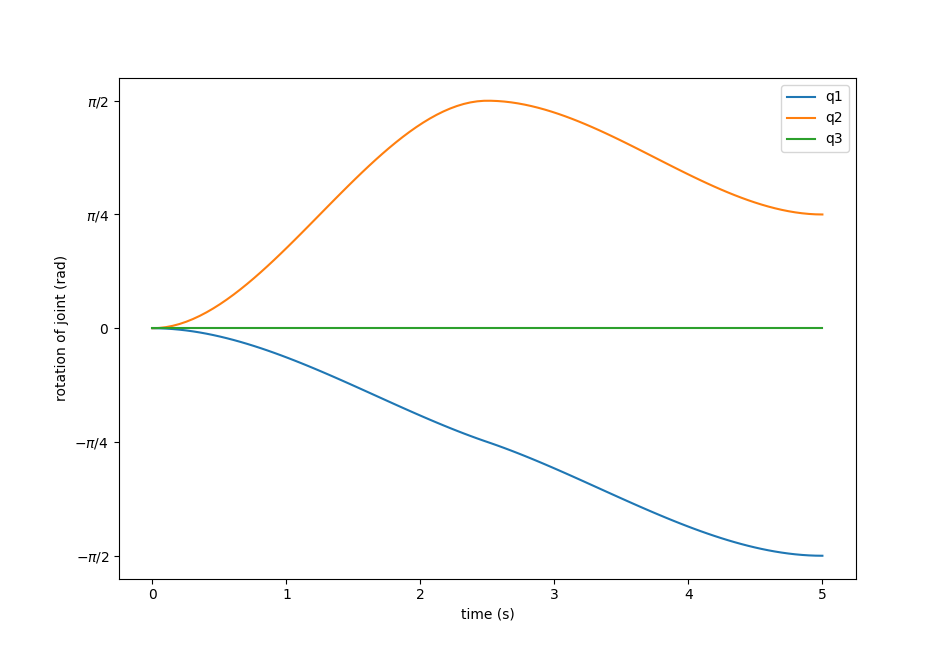 π/2
π/4
0
−π/4
−π/2
rotation of joint (rad)
0 1 2 3 4 5
time (s)
q1
q2
q3